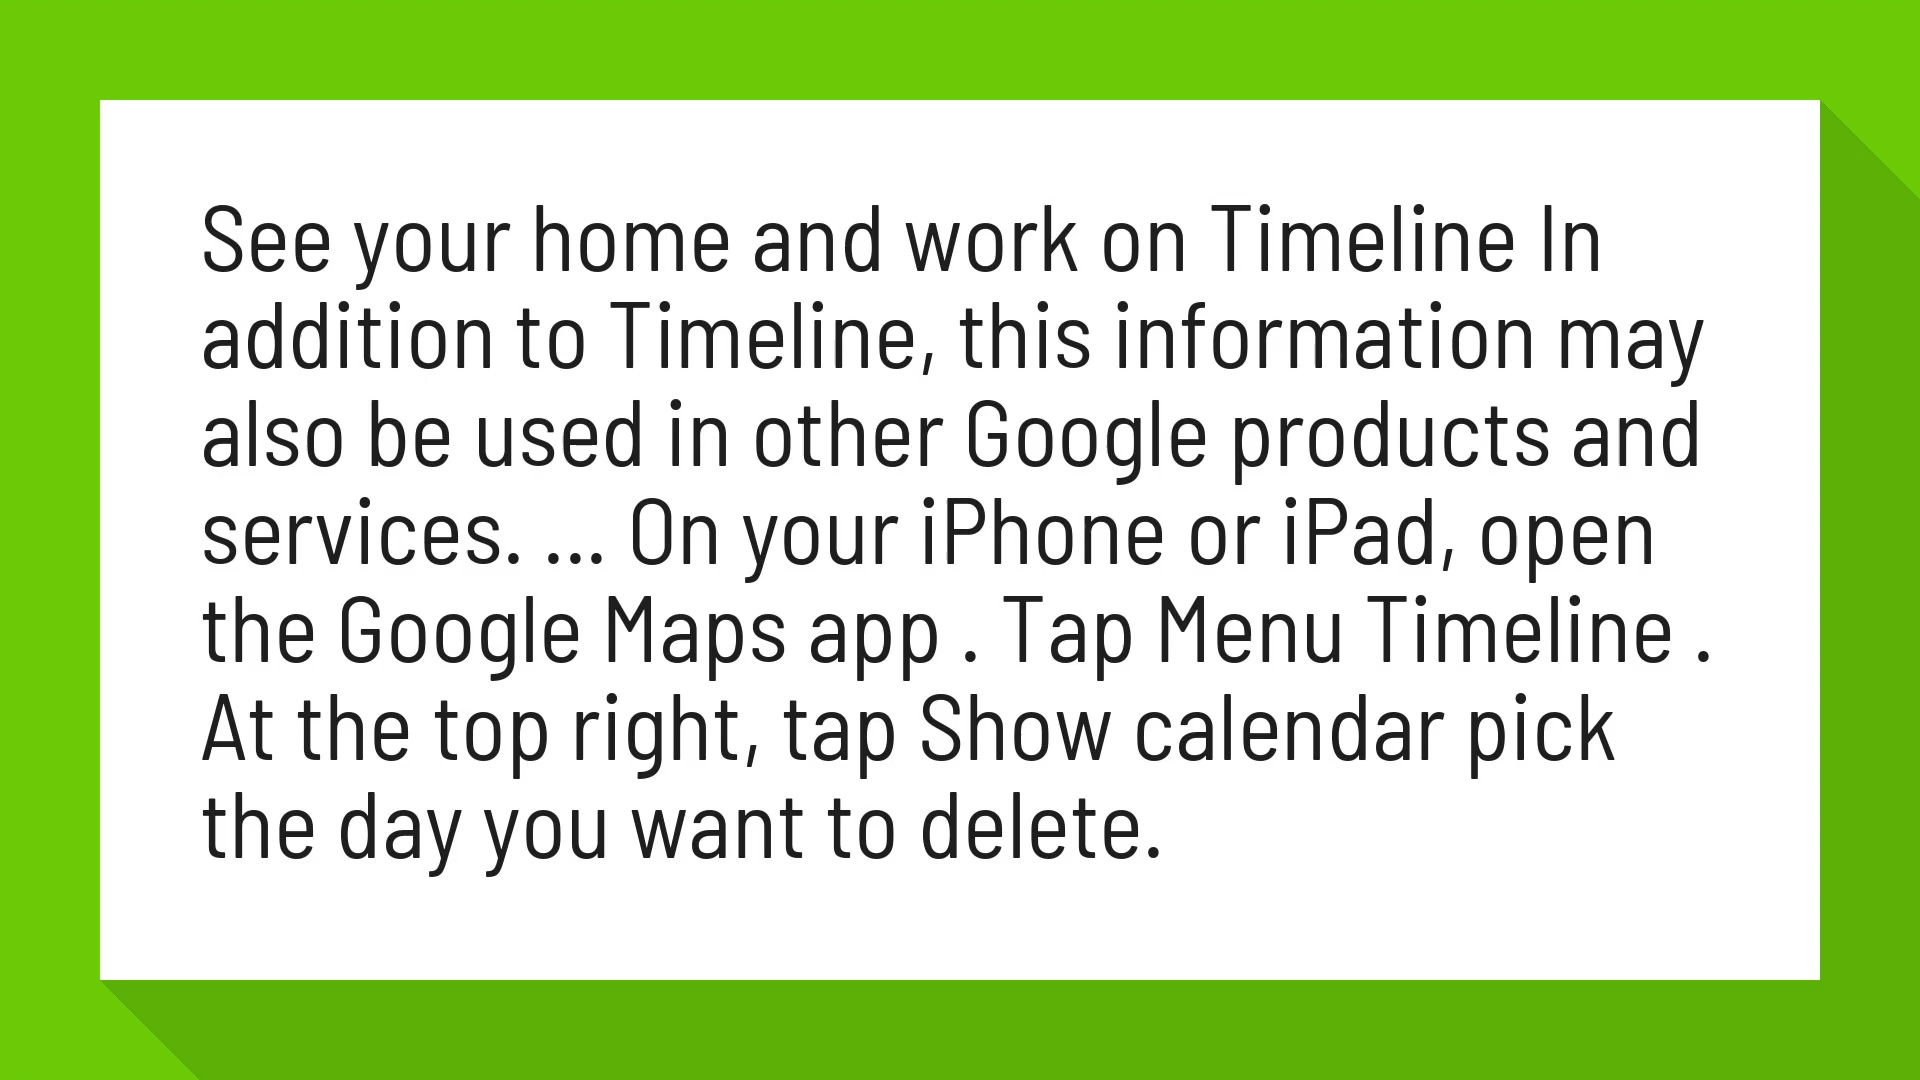 See your home and work on Timeline In
addition to Timeline, this information may
also be used in other Google products and
services. ... On your iPhone or iPad, open
the Google Maps app . Tap Menu Timeline .
At the top right, tap Show calendar pick
the day you want to delete.